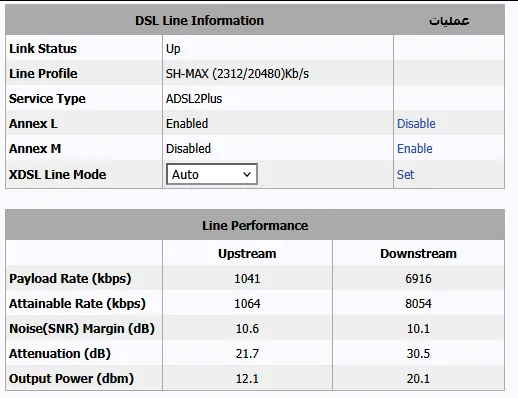 DSL Line Information عمليات
Link Status Up
Line Profile SH-MAX (2312/20480)Kb/s
Service Type ADSL2Plus
Annex L Enabled Disable
Annex M Disabled Enable
XDSL Line Mode Auto Set
Line Performance
Upstream Downstream
Payload Rate (kbps) 1041 6916
Attainable Rate (kbps) 1064 8054
Noise(SNR) Margin (dB) 10.6 10.1
Attenuation (dB) 21.7 30.5
Output Power (dbm) 12.1 20.1